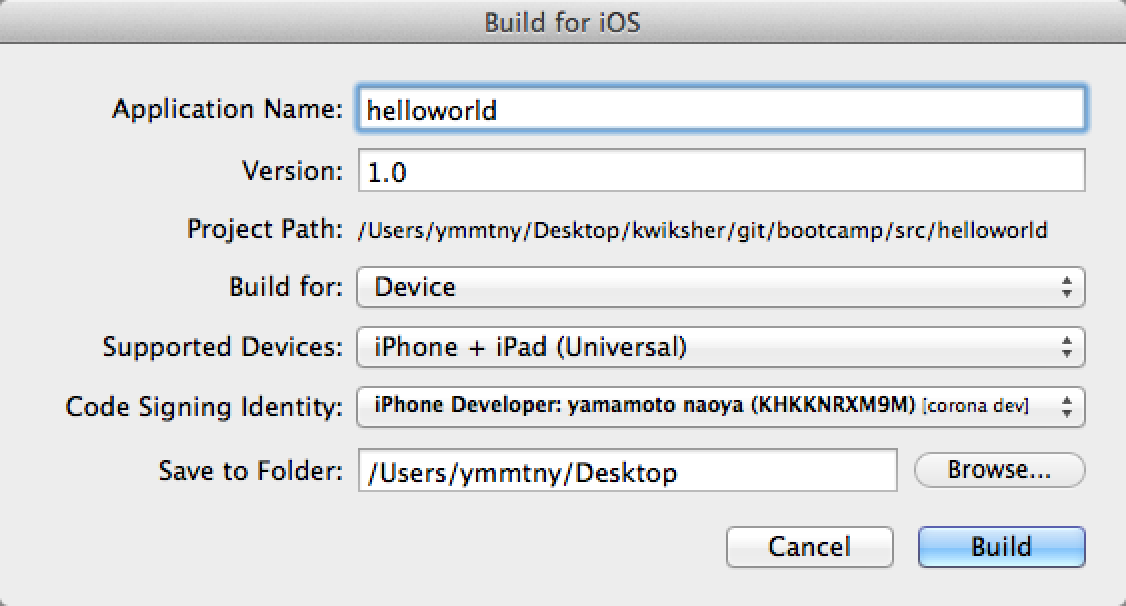 Build for iOS
Application Name: helloworld
Version: 1.0
Project Path: /Users/ymmtny/Desktop/kwiksher/git/bootcamp/src/helloworld
Build for: Device
Supported Devices: iPhone + iPad (Universal)
Code Signing Identity: iPhone Developer: yamamoto naoya (KHKKNRXM9M) [corona dev]
Save to Folder: /Users/ymmtny/Desktop Browse...
Cancel Build